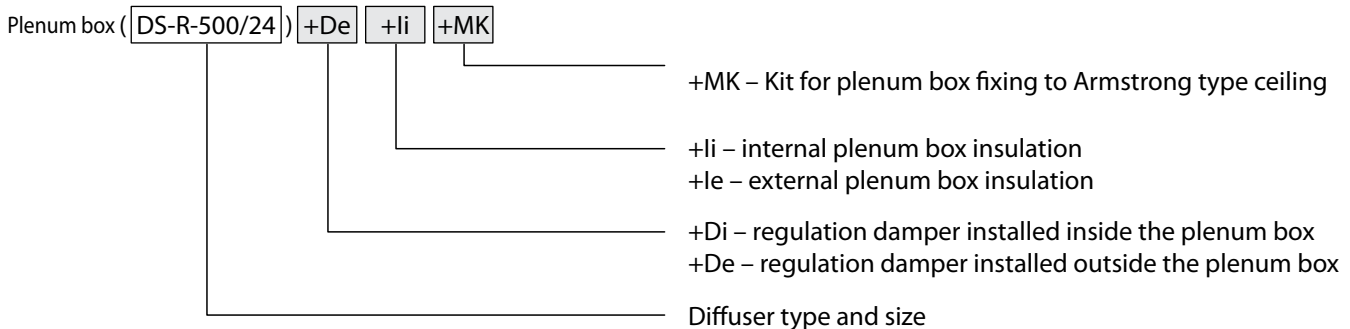 Plenum box ( DS-R-500/24 ) +De +Ii +MK
+MK – Kit for plenum box fixing to Armstrong type ceiling
+Ii – internal plenum box insulation
+Ie – external plenum box insulation
+Di – regulation damper installed inside the plenum box
+De – regulation damper installed outside the plenum box
Diffuser type and size